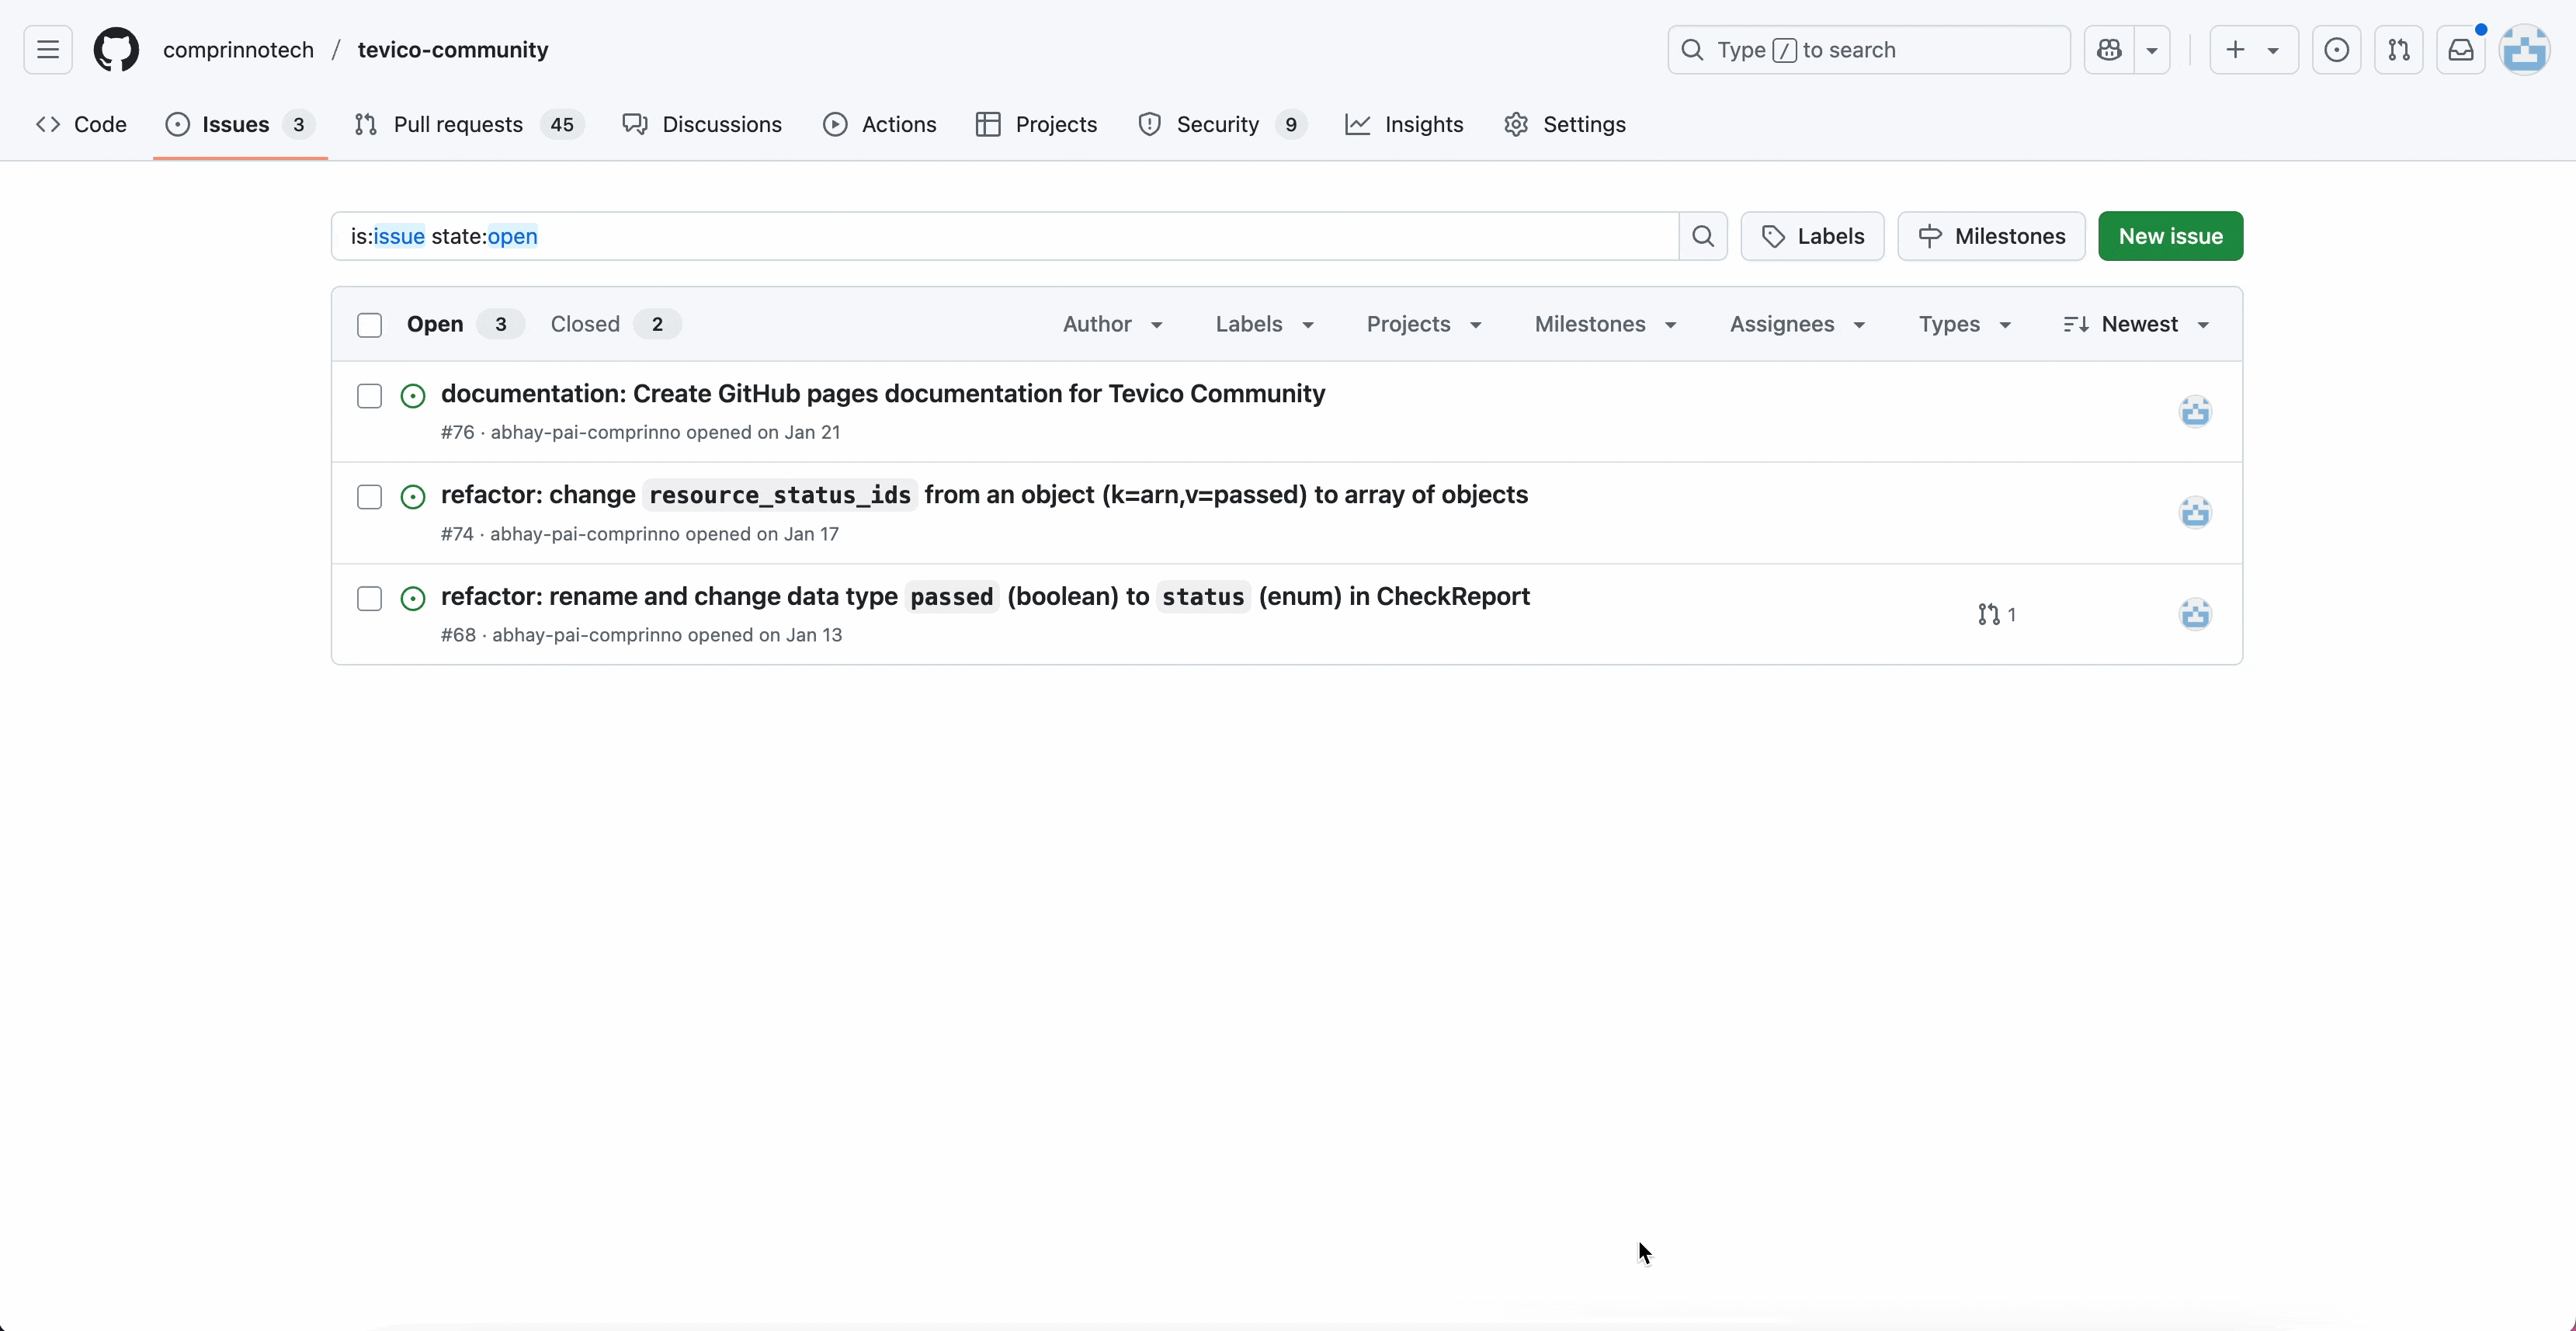 comprinnotech / tevico-community
Type / to search
Code
Issues 3
Pull requests 45
Discussions
Actions
Projects
Security 9
Insights
Settings
is:issue state:open
Labels
Milestones
New issue
Open 3
Closed 2
Author
Labels
Projects
Milestones
Assignees
Types
Newest
documentation: Create GitHub pages documentation for Tevico Community
#76 · abhay-pai-comprinno opened on Jan 21
refactor: change resource_status_ids from an object (k=arn,v=passed) to array of objects
#74 · abhay-pai-comprinno opened on Jan 17
refactor: rename and change data type passed (boolean) to status (enum) in CheckReport
1
#68 · abhay-pai-comprinno opened on Jan 13